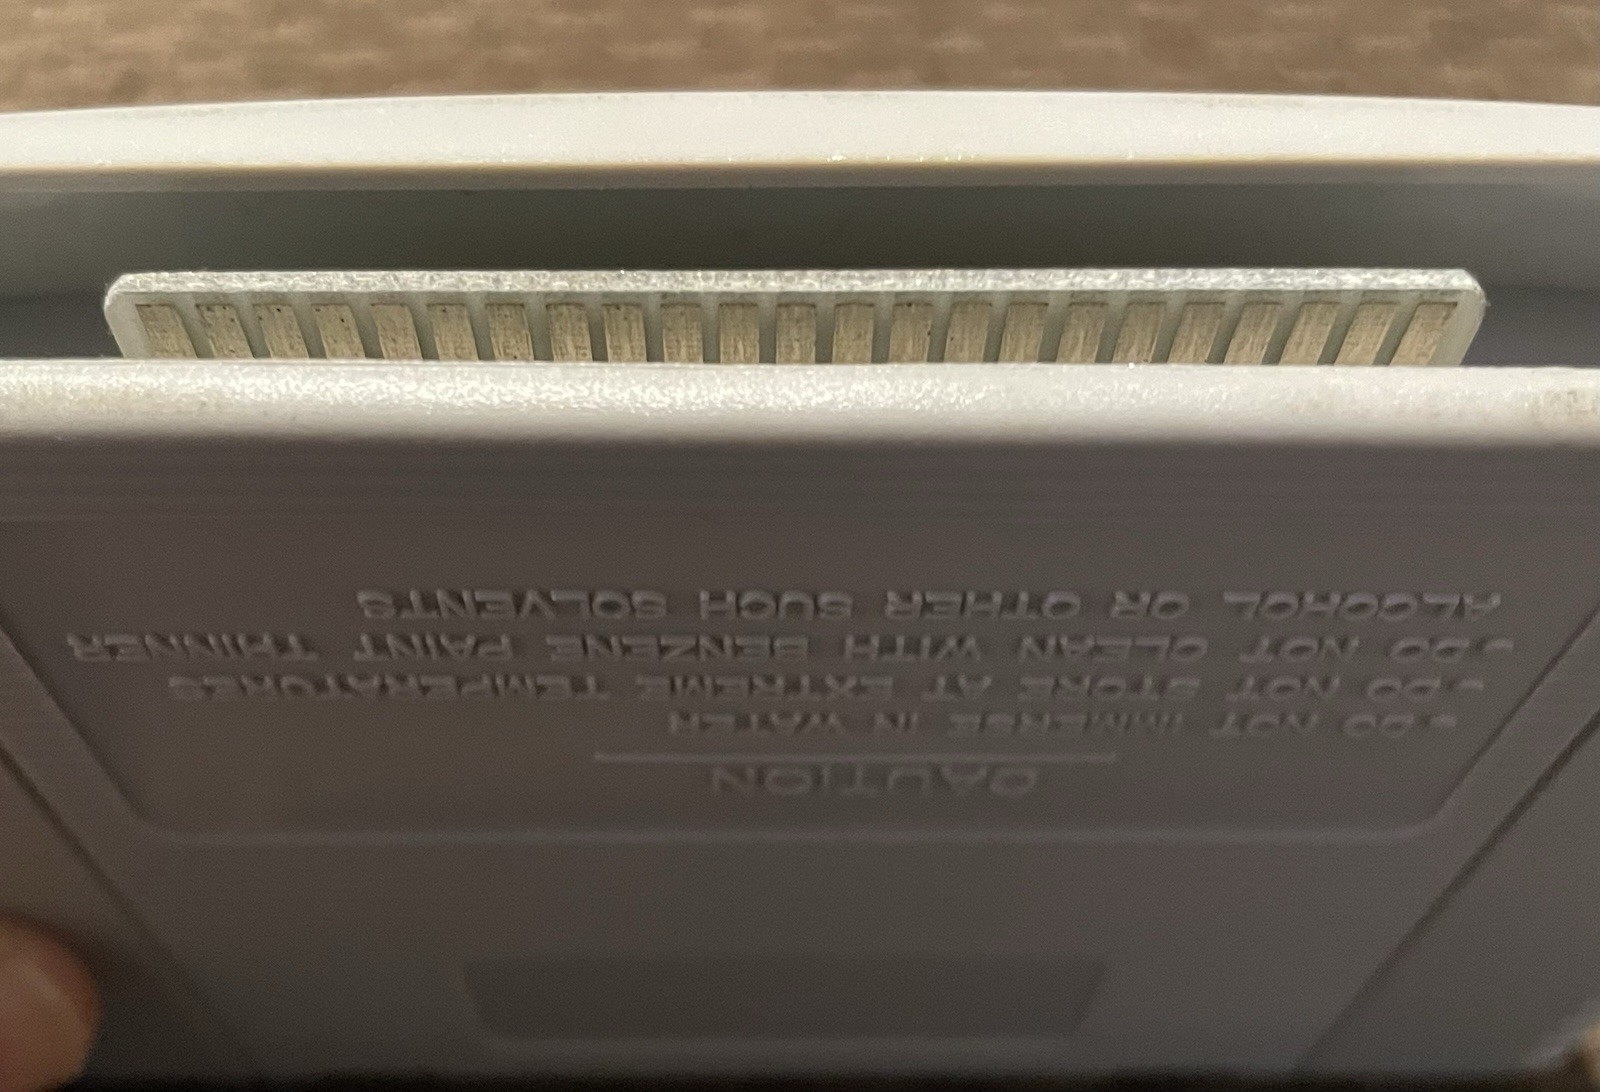 CAUTION
•DO NOT IMMERSE IN WATER
•DO NOT STORE AT EXTREME TEMPERATURES
•DO NOT CLEAN WITH BENZENE PAINT THINNER
ALCOHOL OR OTHER SUCH SOLVENTS